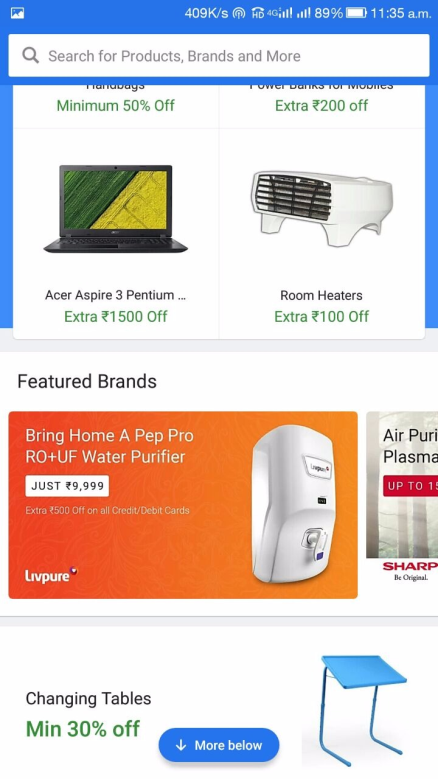 409K/s HD 4G 89% 11:35 a.m.
Search for Products, Brands and More
Handbags
Power Banks for Mobiles
Minimum 50% Off
Extra ₹200 off
acer
Acer Aspire 3 Pentium ...
Room Heaters
Extra ₹1500 Off
Extra ₹100 Off
Featured Brands
Bring Home A Pep Pro
RO+UF Water Purifier
JUST ₹9,999
Extra ₹500 Off on all Credit/Debit Cards
Livpure
Livpure
Air Puri
Plasma
UP TO 15
SHARP
Be Original.
Changing Tables
Min 30% off
More below